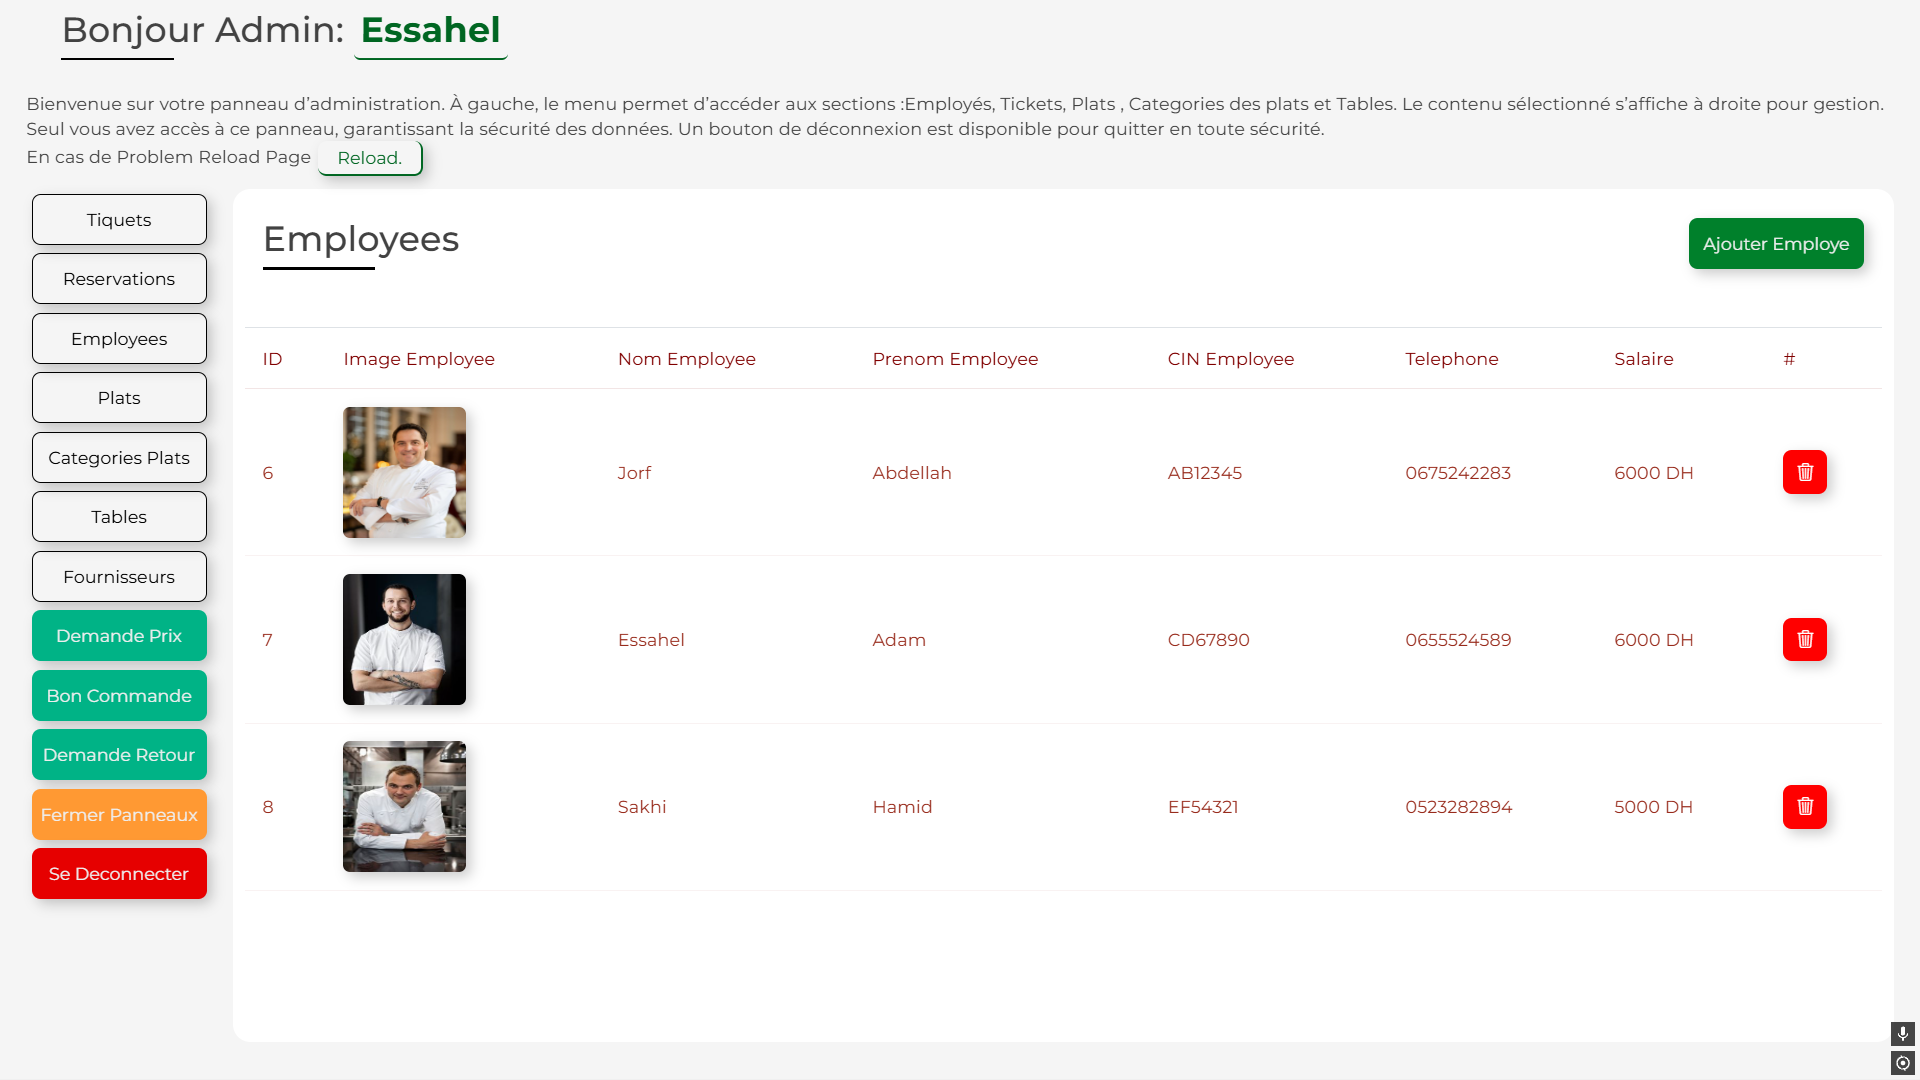 Bonjour Admin: Essahel
Bienvenue sur votre panneau d’administration. À gauche, le menu permet d’accéder aux sections :Employés, Tickets, Plats , Categories des plats et Tables. Le contenu sélectionné s’affiche à droite pour gestion.
Seul vous avez accès à ce panneau, garantissant la sécurité des données. Un bouton de déconnexion est disponible pour quitter en toute sécurité.
En cas de Problem Reload Page Reload.
Tiquets
Reservations
Employees
Plats
Categories Plats
Tables
Fournisseurs
Demande Prix
Bon Commande
Demande Retour
Fermer Panneaux
Se Deconnecter
Employees
Ajouter Employe
ID Image Employee Nom Employee Prenom Employee CIN Employee Telephone Salaire #
6 Jorf Abdellah AB12345 0675242283 6000 DH
7 Essahel Adam CD67890 0655524589 6000 DH
8 Sakhi Hamid EF54321 0523282894 5000 DH